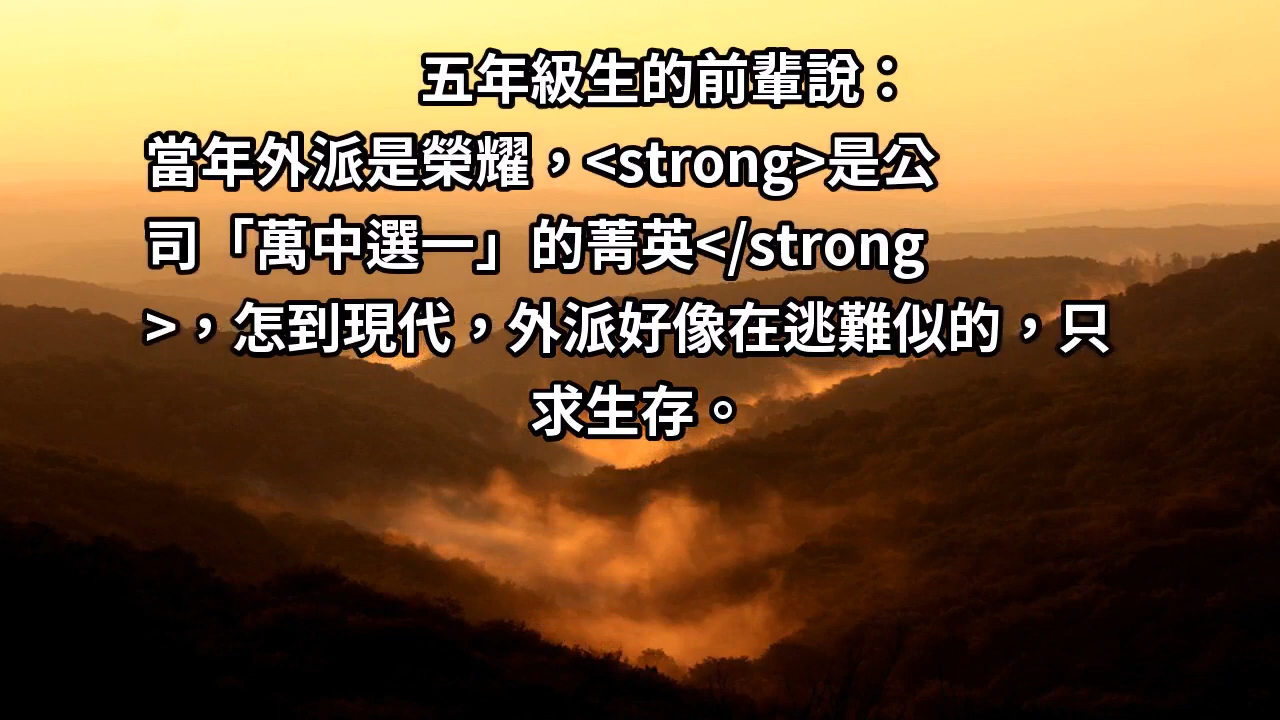 五年級生的前輩說：
當年外派是榮耀，<strong>是公
司「萬中選一」的菁英</strong
>，怎到現代，外派好像在逃難似的，只
求生存。